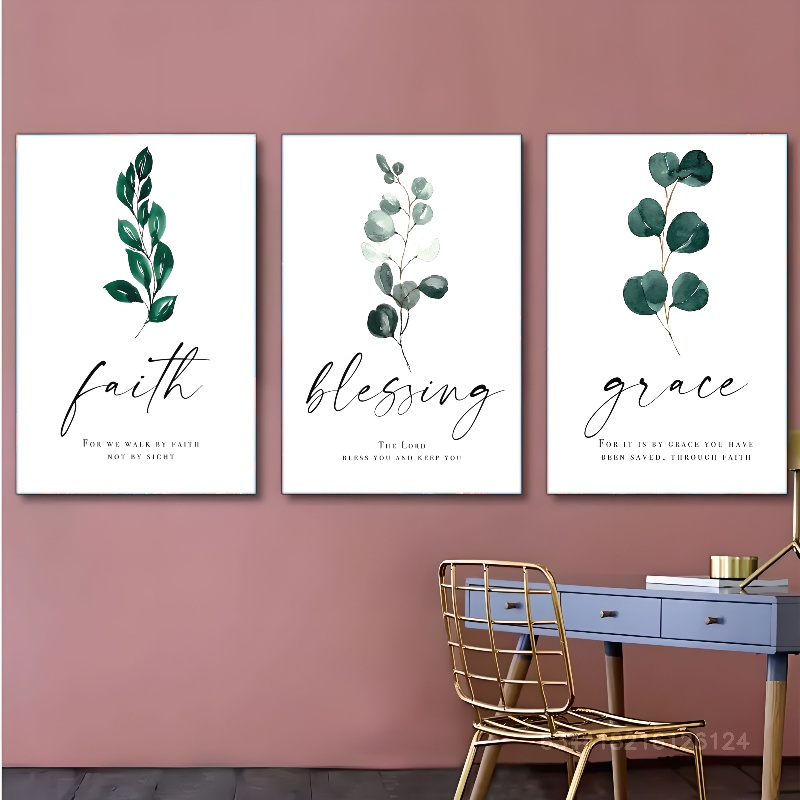 faith
For we walk by faith
not by sight
blessing
The Lord
bless you and keep you
grace
For it is by grace you have
been saved, through faith